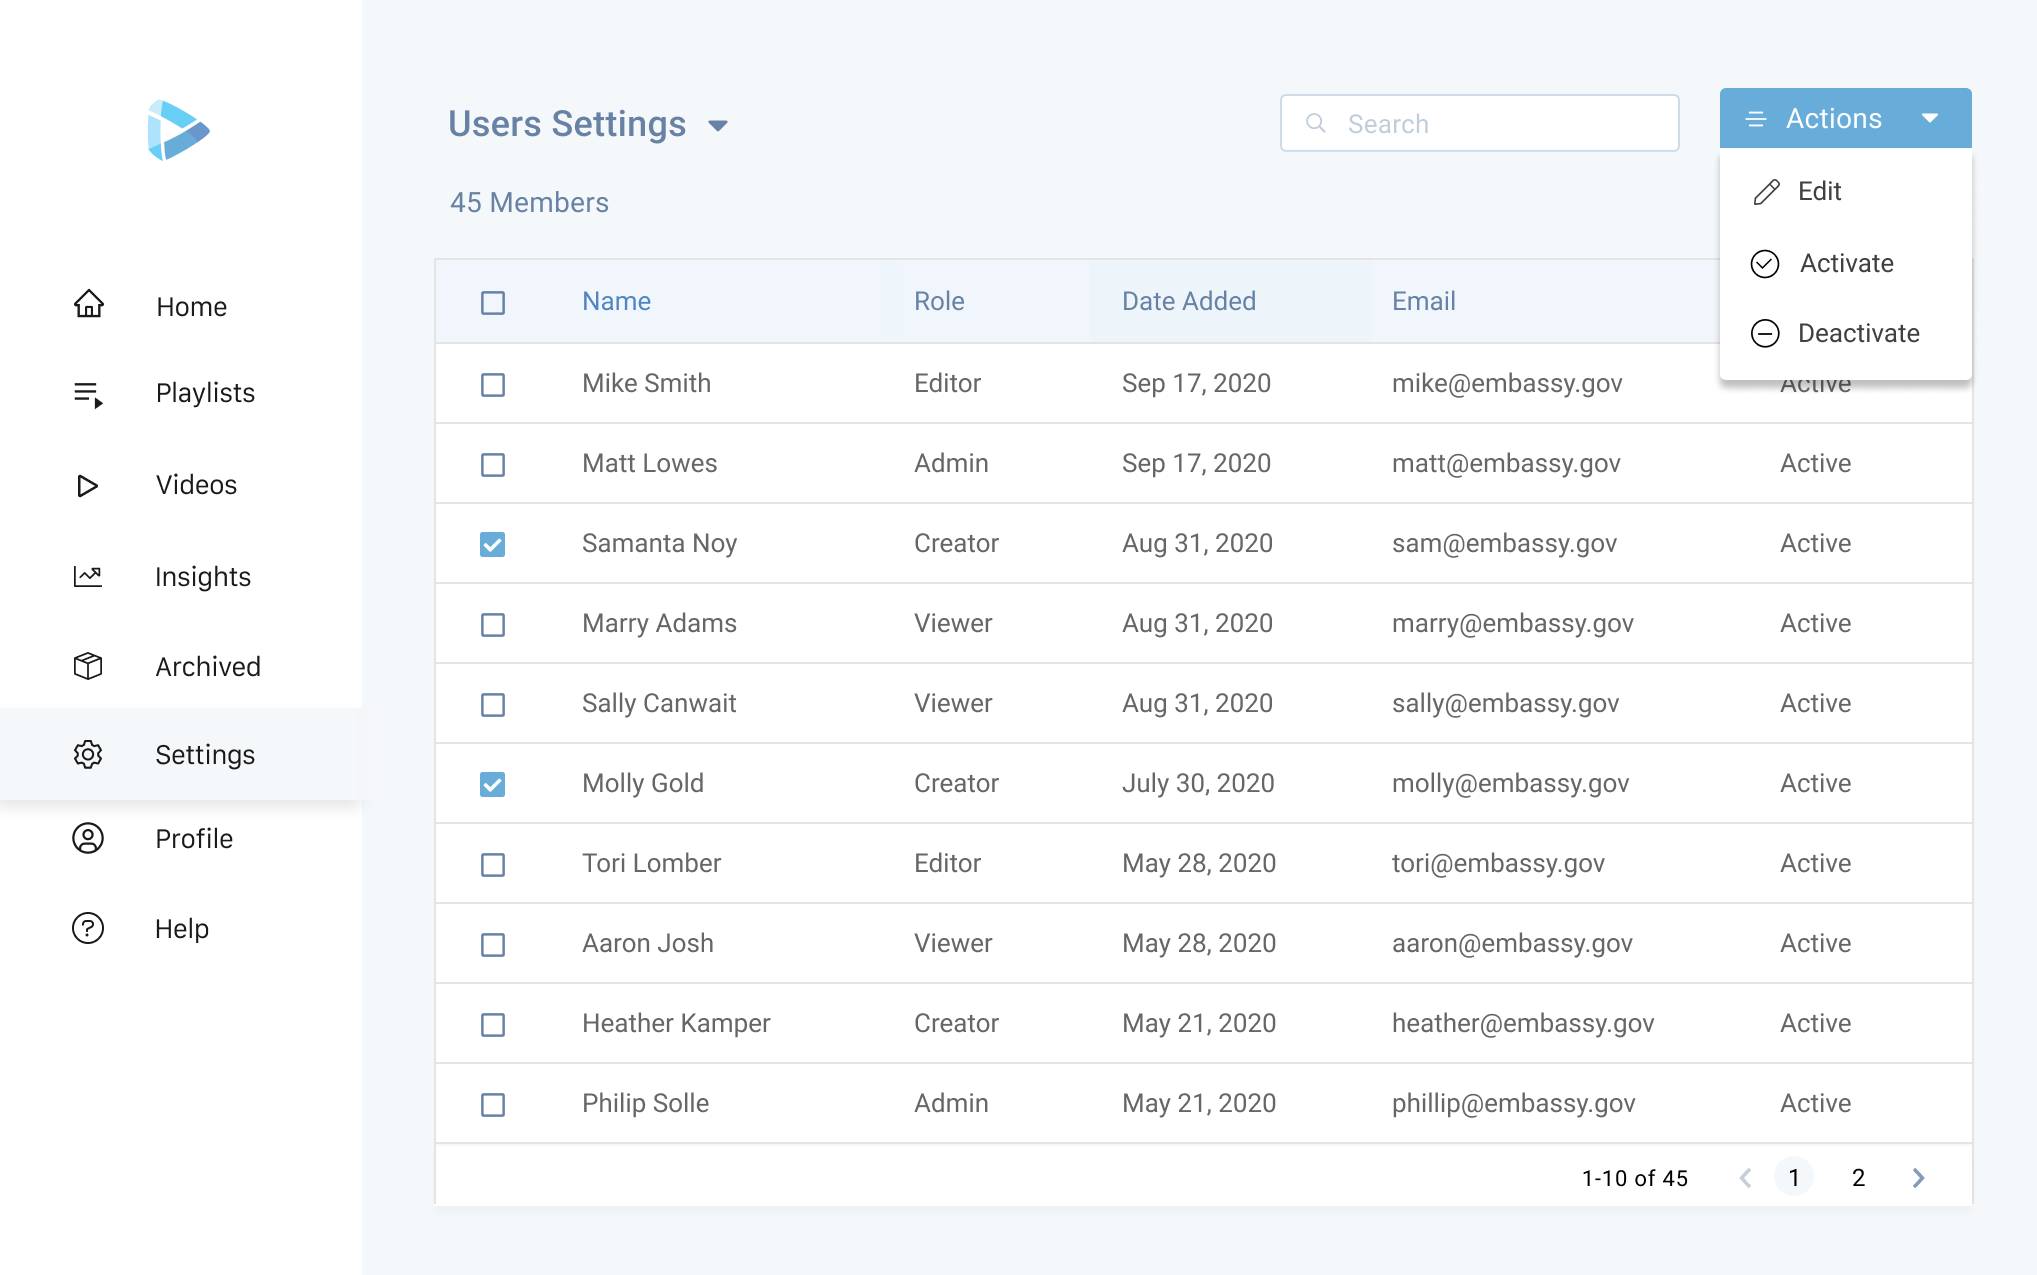 Home
Playlists
Videos
Insights
Archived
Settings
Profile
Help
Users Settings
45 Members
Search
Actions
Edit
Activate
Deactivate
Name Role Date Added Email
Mike Smith Editor Sep 17, 2020 mike@embassy.gov Active
Matt Lowes Admin Sep 17, 2020 matt@embassy.gov Active
Samanta Noy Creator Aug 31, 2020 sam@embassy.gov Active
Marry Adams Viewer Aug 31, 2020 marry@embassy.gov Active
Sally Canwait Viewer Aug 31, 2020 sally@embassy.gov Active
Molly Gold Creator July 30, 2020 molly@embassy.gov Active
Tori Lomber Editor May 28, 2020 tori@embassy.gov Active
Aaron Josh Viewer May 28, 2020 aaron@embassy.gov Active
Heather Kamper Creator May 21, 2020 heather@embassy.gov Active
Philip Solle Admin May 21, 2020 phillip@embassy.gov Active
1-10 of 45 1 2